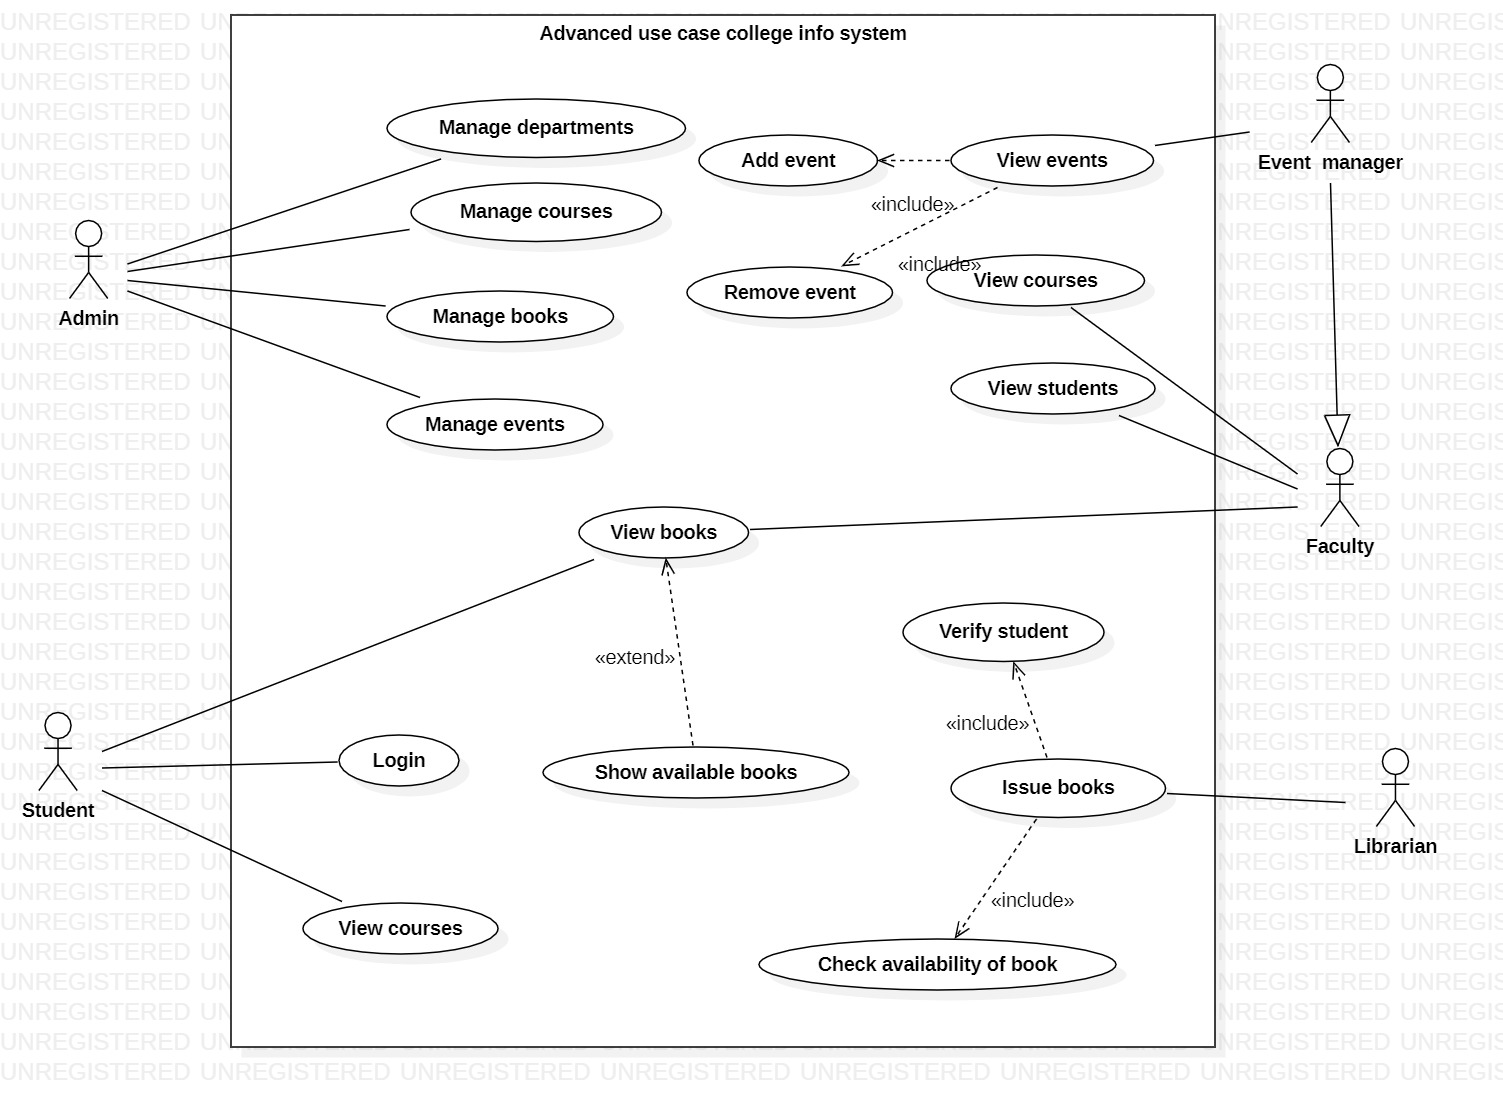 Advanced use case college info system
Manage departments
Add event
View events
Event  manager
«include»
Manage courses
«include»
View courses
Remove event
Admin
Manage books
View students
Manage events
View books
Faculty
Verify student
«extend»
«include»
Login
Show available books
Issue books
Student
Librarian
«include»
View courses
Check availability of book
UNREGISTERED UNREGISTERED UNREGISTERED UNREGISTERED UNREGISTERED UNREGISTERED UNREGISTERED UNREGIS